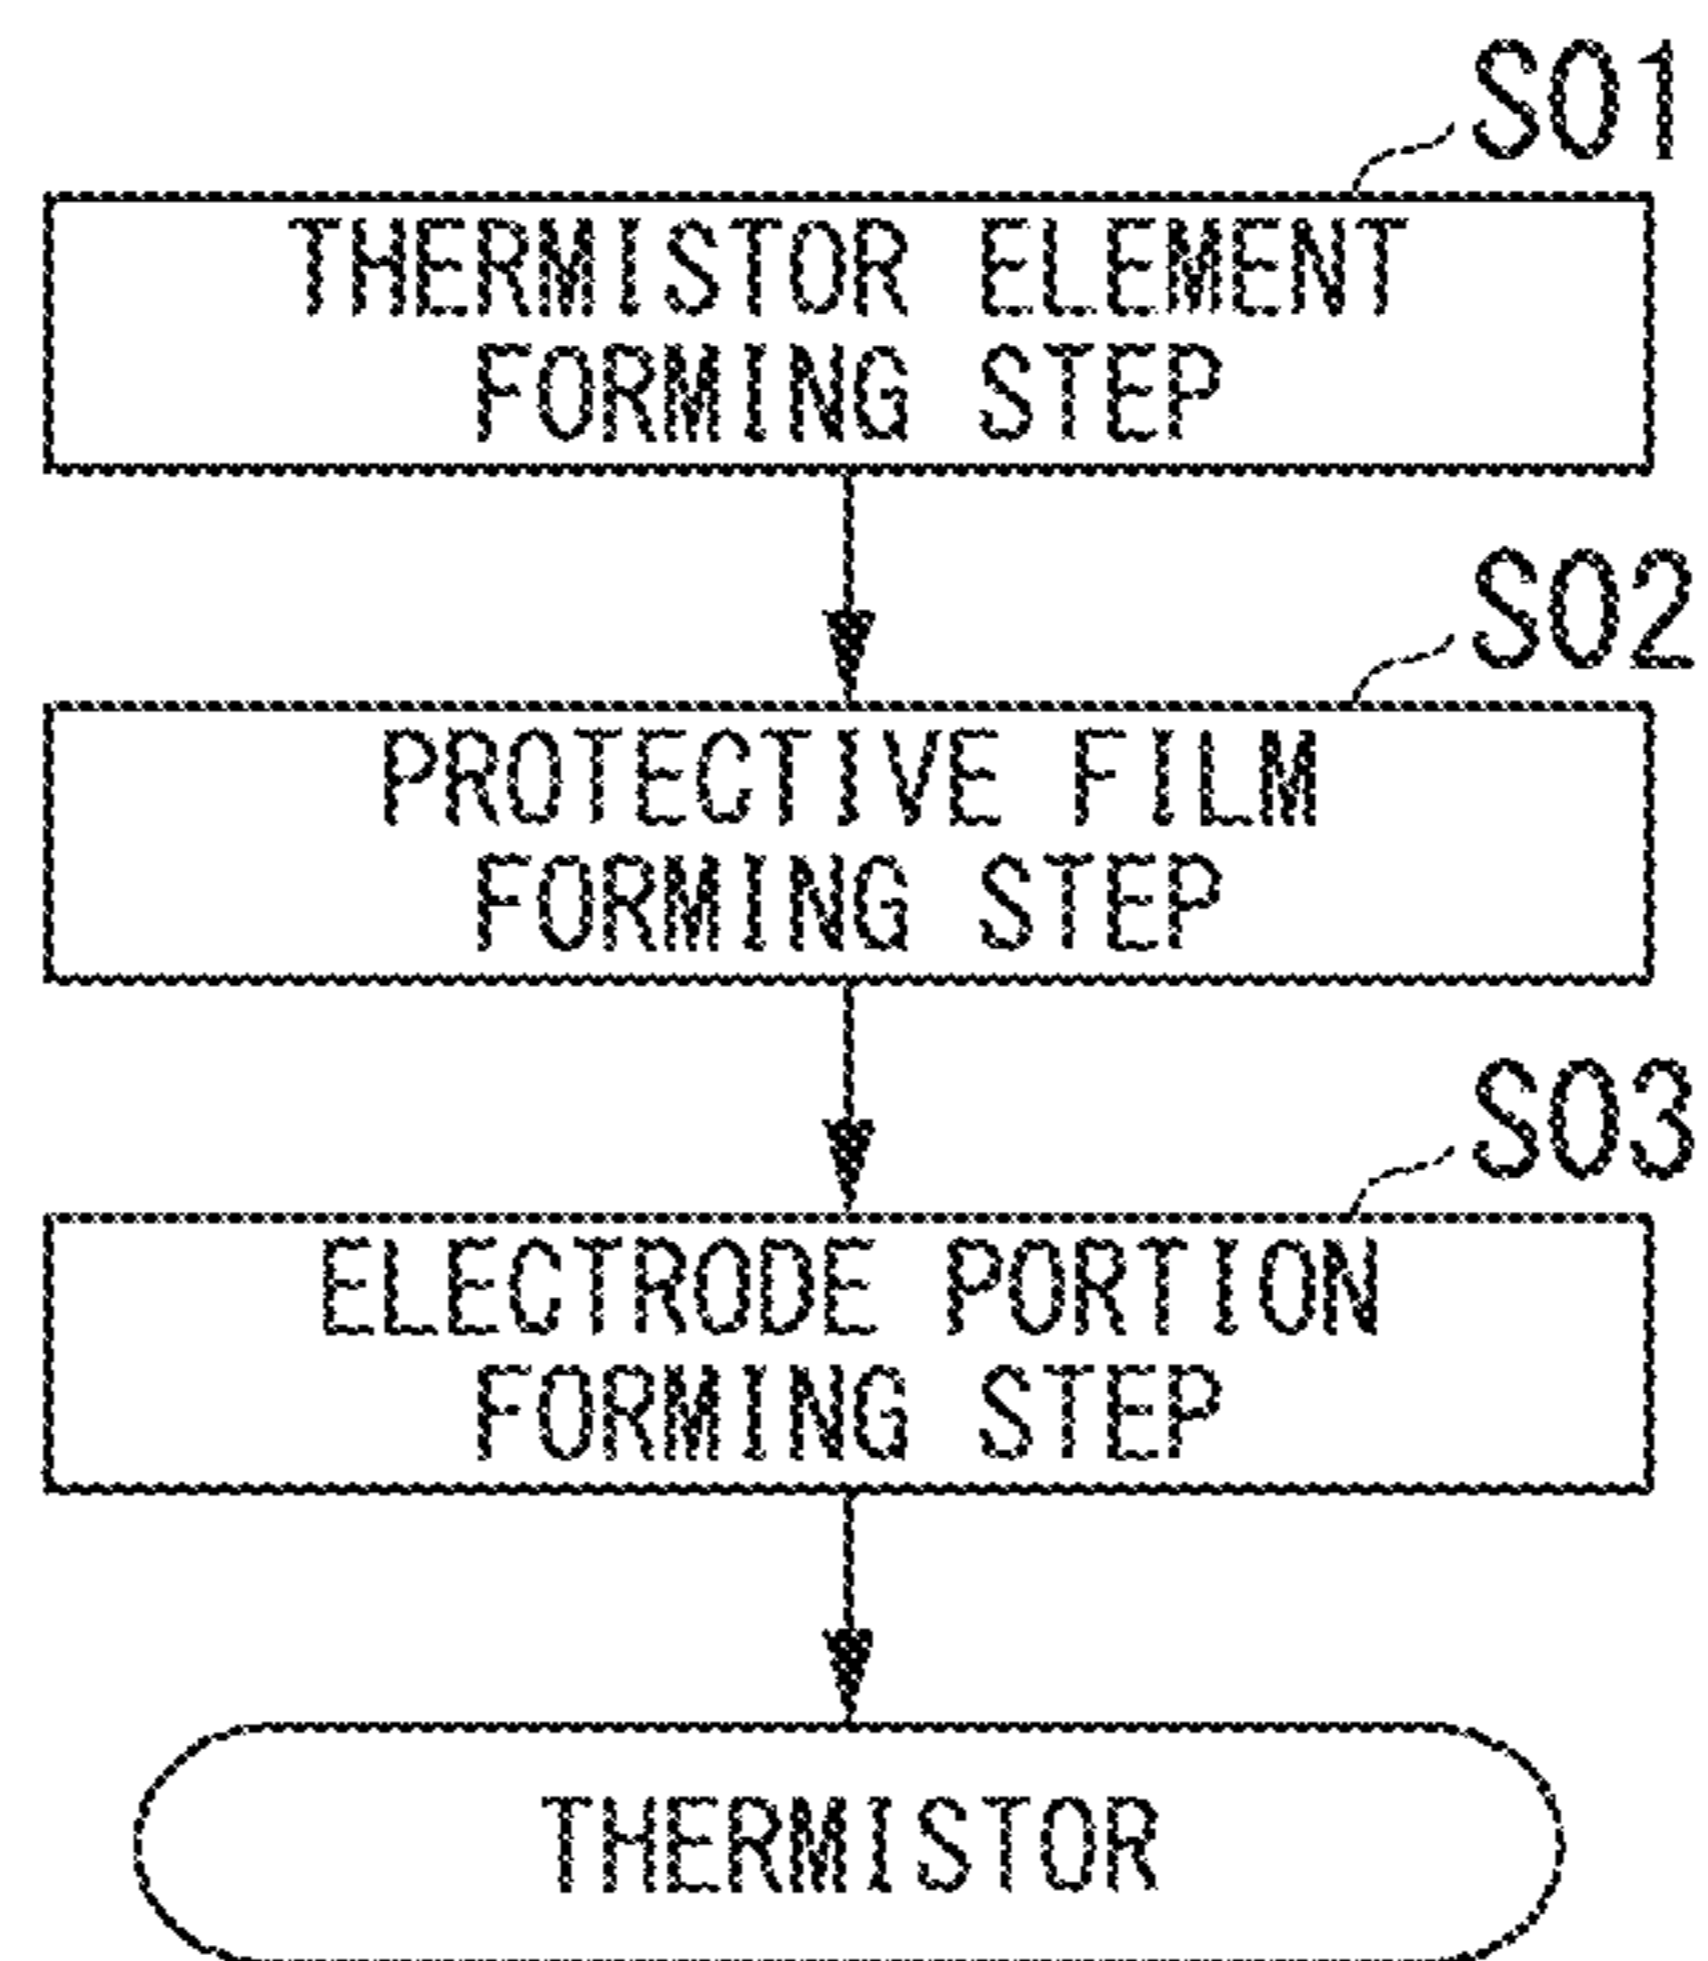 S01
THERMISTOR ELEMENT
FORMING STEP
S02
PROTECTIVE FILM
FORMING STEP
S03
ELECTRODE PORTION
FORMING STEP
THERMISTOR